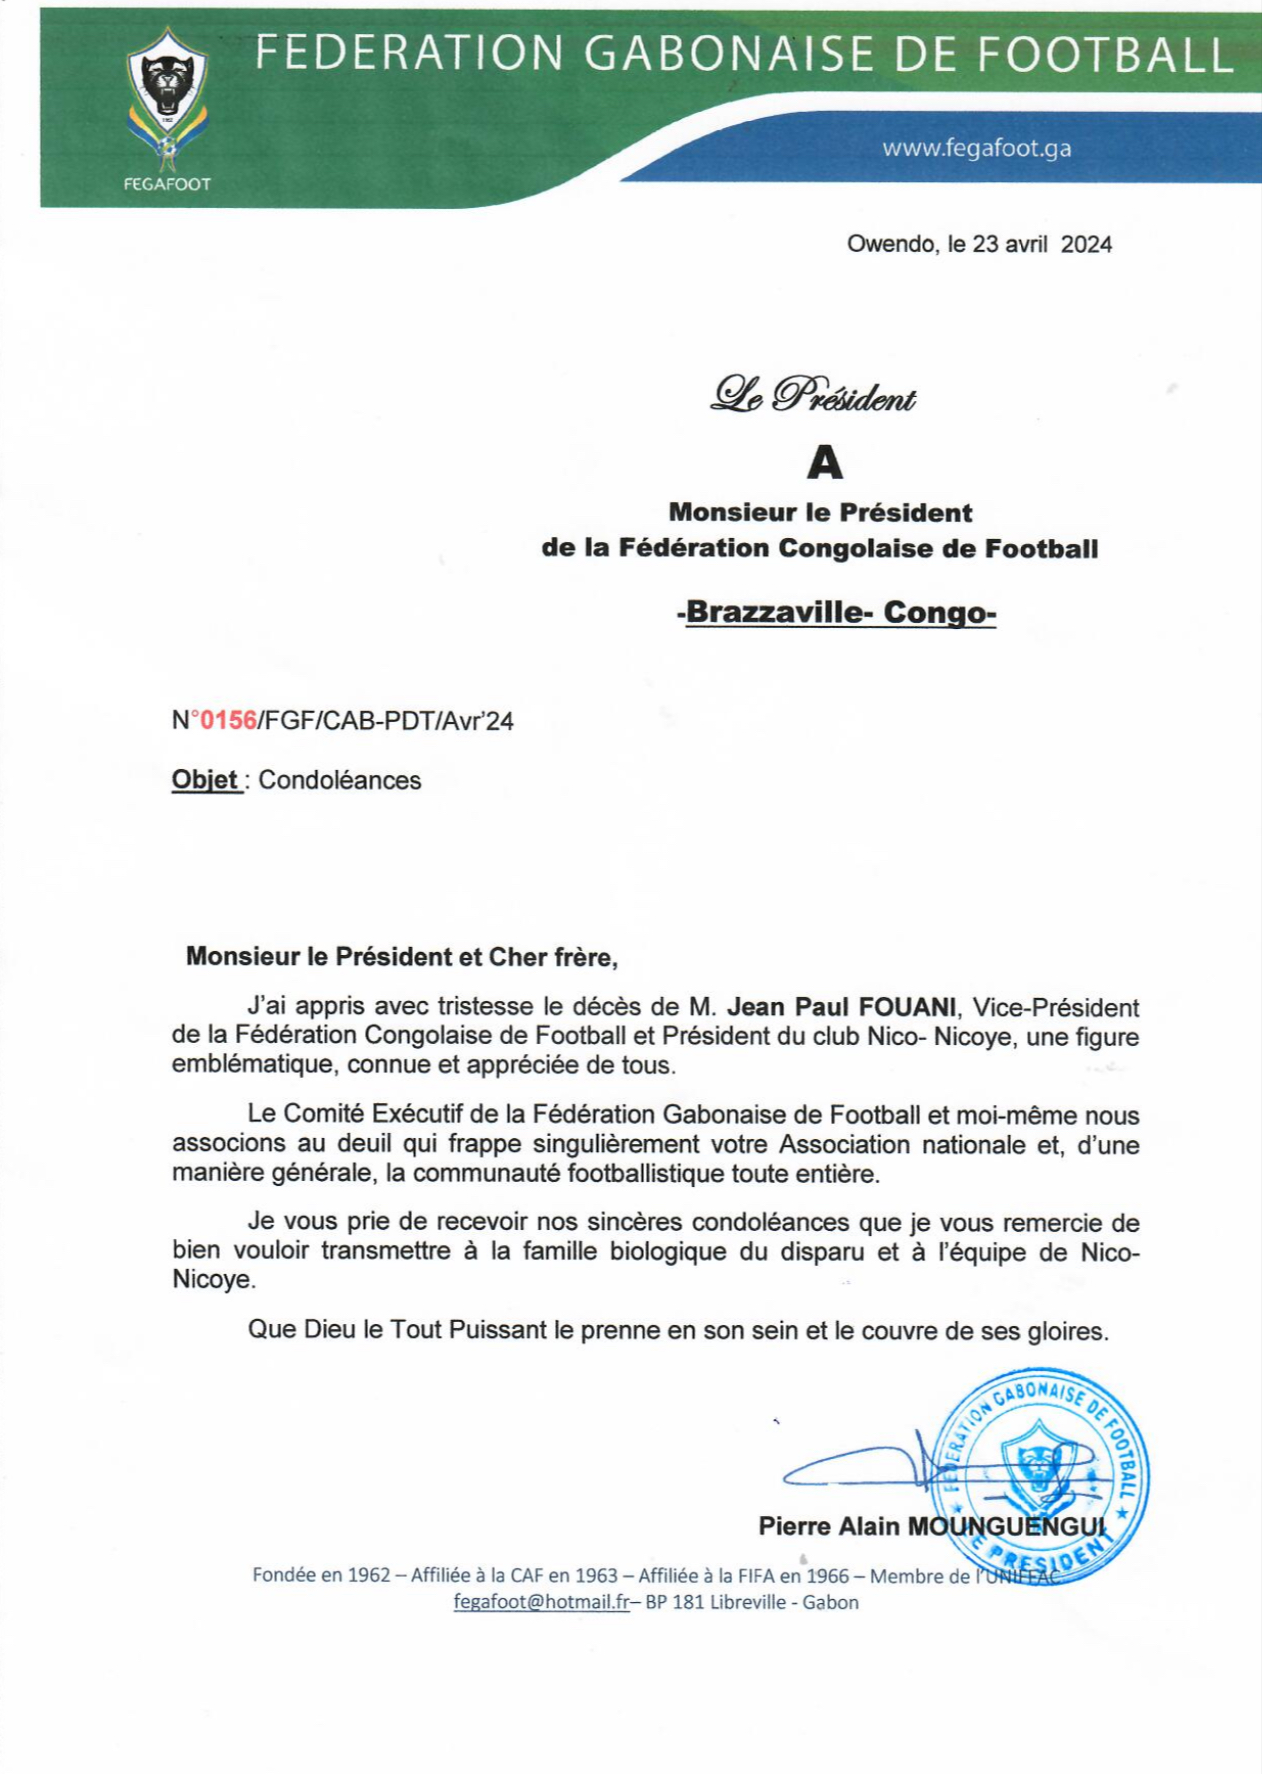 FEDERATION GABONAISE DE FOOTBALL
www.fegafoot.ga
1962
FEGAFOOT
Owendo, le 23 avril 2024
Le Président
A
Monsieur le Président
de la Fédération Congolaise de Football
-Brazzaville- Congo-
N°0156/FGF/CAB-PDT/Avr’24
Objet : Condoléances
Monsieur le Président et Cher frère,
J’ai appris avec tristesse le décès de M. Jean Paul FOUANI, Vice-Président
de la Fédération Congolaise de Football et Président du club Nico- Nicoye, une figure
emblématique, connue et appréciée de tous.
Le Comité Exécutif de la Fédération Gabonaise de Football et moi-même nous
associons au deuil qui frappe singulièrement votre Association nationale et, d’une
manière générale, la communauté footballistique toute entière.
Je vous prie de recevoir nos sincères condoléances que je vous remercie de
bien vouloir transmettre à la famille biologique du disparu et à l’équipe de Nico-
Nicoye.
Que Dieu le Tout Puissant le prenne en son sein et le couvre de ses gloires.
FEDERATION GABONAISE DE FOOTBALL
LE PRESIDENT
Pierre Alain MOUNGUENGUI
Fondée en 1962 – Affiliée à la CAF en 1963 – Affiliée à la FIFA en 1966 – Membre de l’UNIFFAC
fegafoot@hotmail.fr– BP 181 Libreville - Gabon